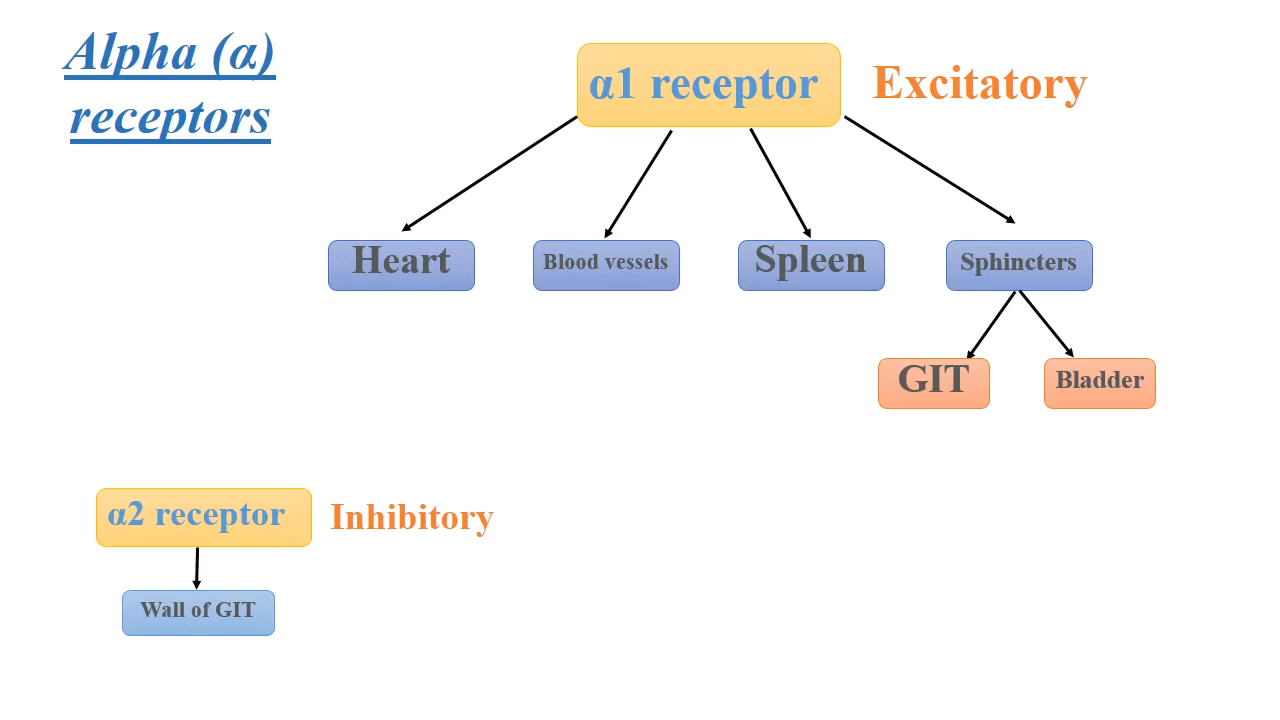 Alpha (α)
receptors
α1 receptor
Excitatory
Heart
Blood vessels
Spleen
Sphincters
GIT
Bladder
α2 receptor
Inhibitory
Wall of GIT